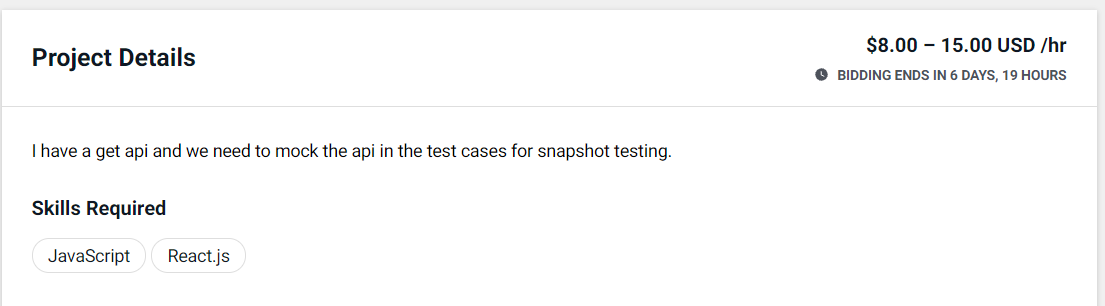 Project Details
$8.00 – 15.00 USD /hr
BIDDING ENDS IN 6 DAYS, 19 HOURS
I have a get api and we need to mock the api in the test cases for snapshot testing.
Skills Required
JavaScript React.js